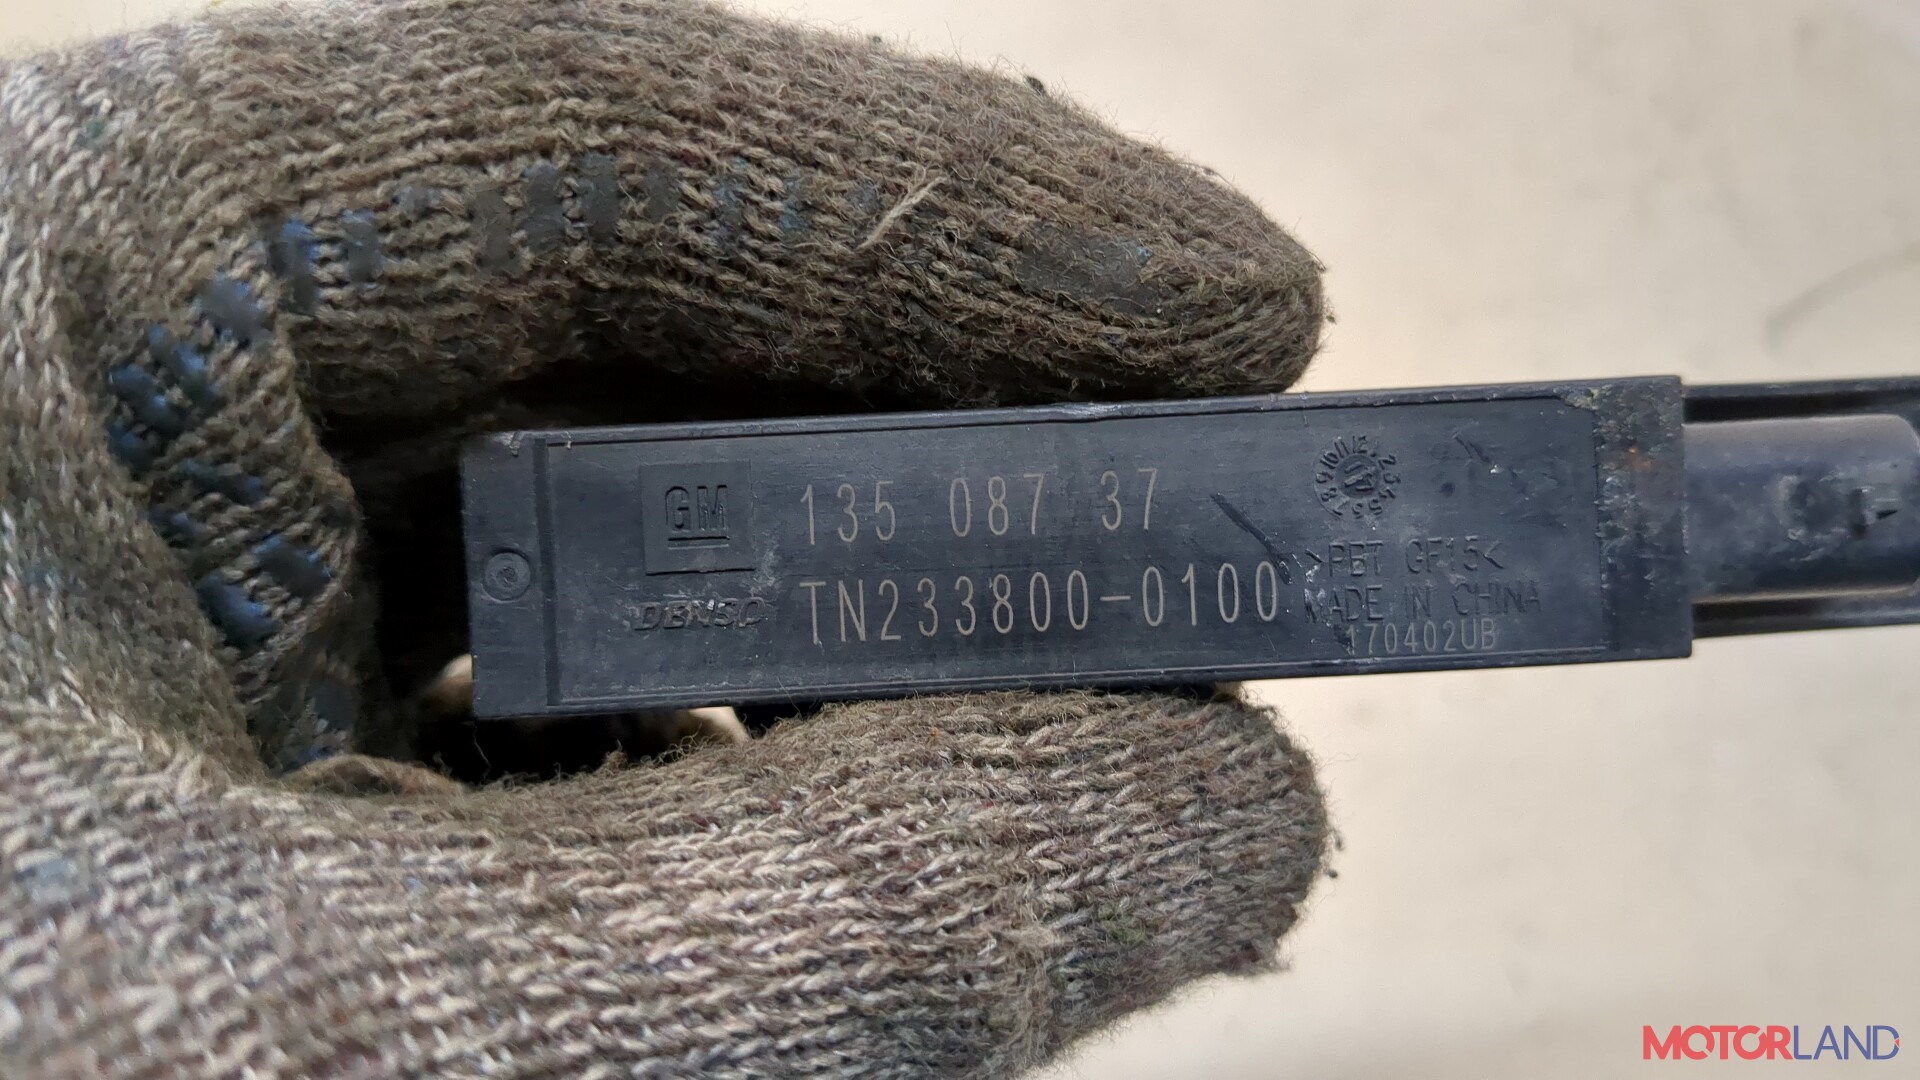 GM 135 087 37
DENSO TN233800-0100
>PBT GF15<
MADE IN CHINA
170402UB
MOTORLAND